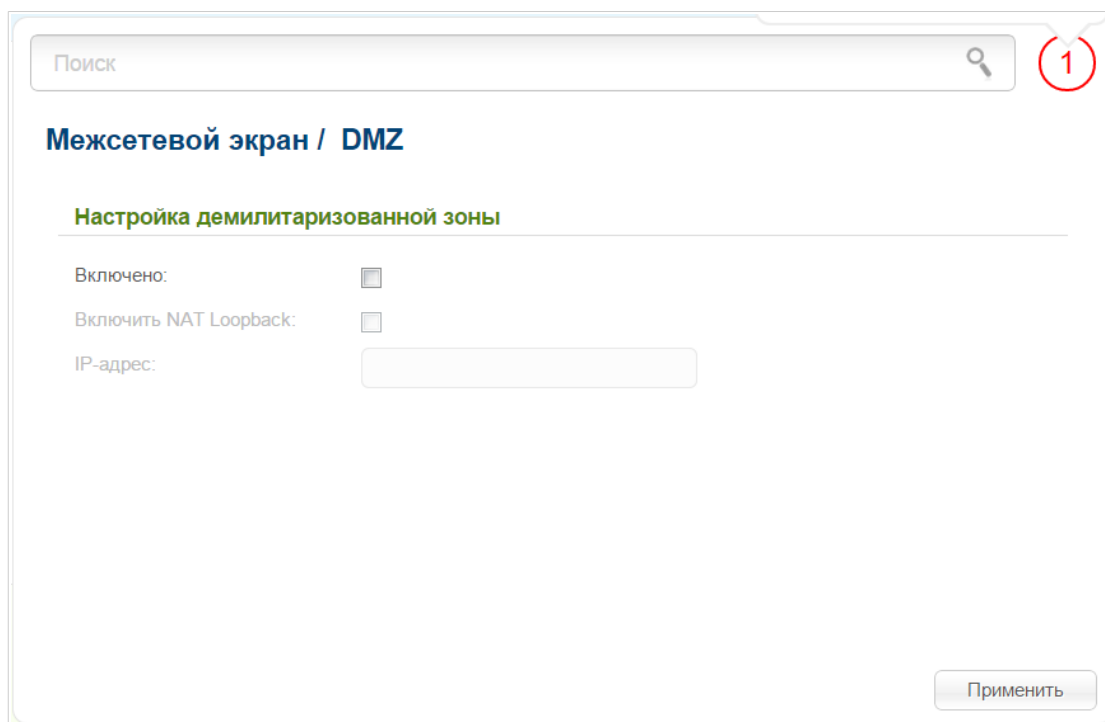 Поиск
1
Межсетевой экран / DMZ
Настройка демилитаризованной зоны
Включено:
Включить NAT Loopback:
IP-адрес:
Применить